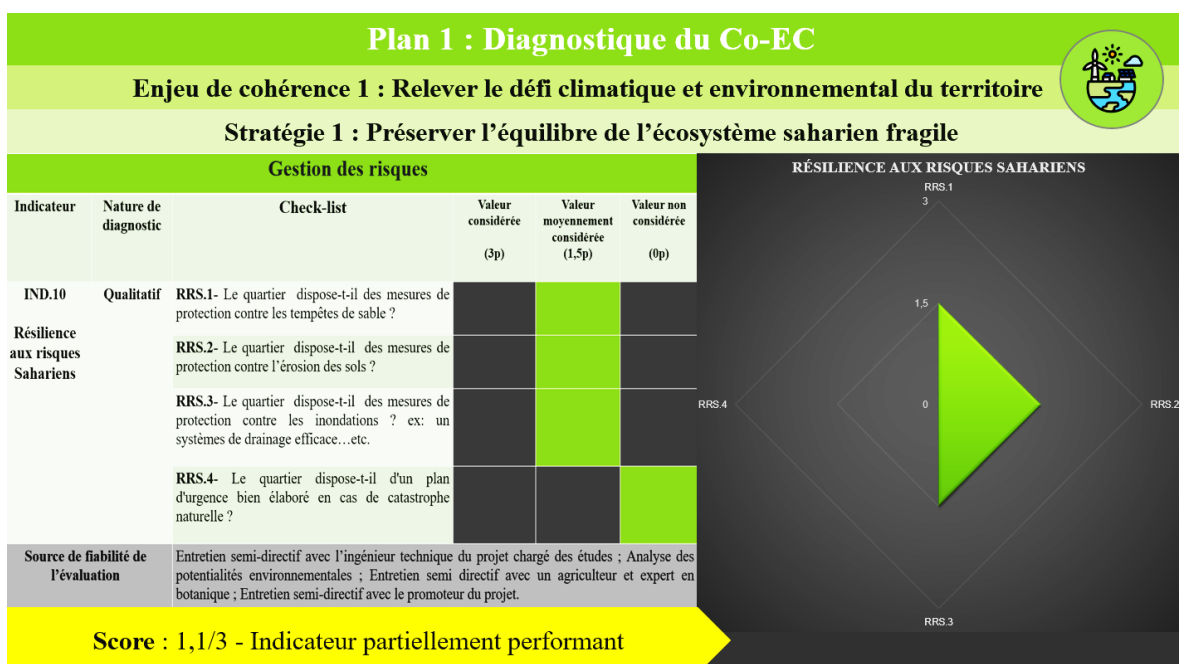 Plan 1 : Diagnostique du Co-EC
Enjeu de cohérence 1 : Relever le défi climatique et environnemental du territoire
Stratégie 1 : Préserver l’équilibre de l’écosystème saharien fragile
Gestion des risques
Indicateur
Nature de
diagnostic
Check-list
Valeur
considérée
(3p)
Valeur
moyennement
considérée
(1,5p)
Valeur non
considérée
(0p)
IND.10
Résilience
aux risques
Sahariens
Qualitatif
RRS.1- Le quartier dispose-t-il des mesures de
protection contre les tempêtes de sable ?
RRS.2- Le quartier dispose-t-il des mesures de
protection contre l’érosion des sols ?
RRS.3- Le quartier dispose-t-il des mesures de
protection contre les inondations ? ex: un
systèmes de drainage efficace…etc.
RRS.4- Le quartier dispose-t-il d'un plan
d'urgence bien élaboré en cas de catastrophe
naturelle ?
Source de fiabilité de
l’évaluation
Entretien semi-directif avec l’ingénieur technique du projet chargé des études ; Analyse des
potentialités environnementales ; Entretien semi directif avec un agriculteur et expert en
botanique ; Entretien semi-directif avec le promoteur du projet.
Score : 1,1/3 - Indicateur partiellement performant
RÉSILIENCE AUX RISQUES SAHARIENS
RRS.1
3
1,5
0
RRS.4
RRS.2
RRS.3